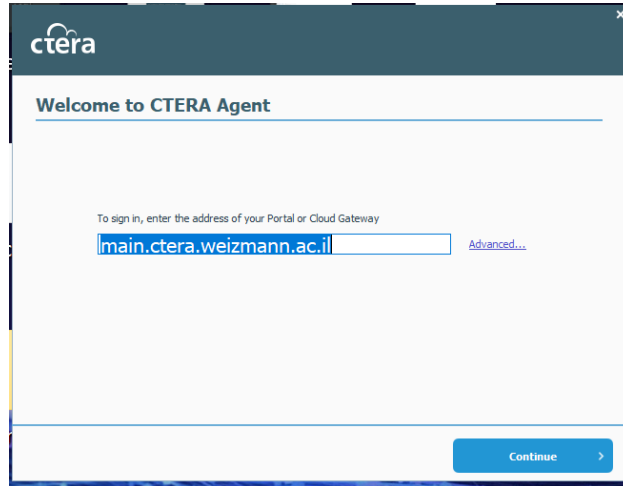 ctera
Welcome to CTERA Agent
To sign in, enter the address of your Portal or Cloud Gateway
main.ctera.weizmann.ac.il
Advanced...
Continue